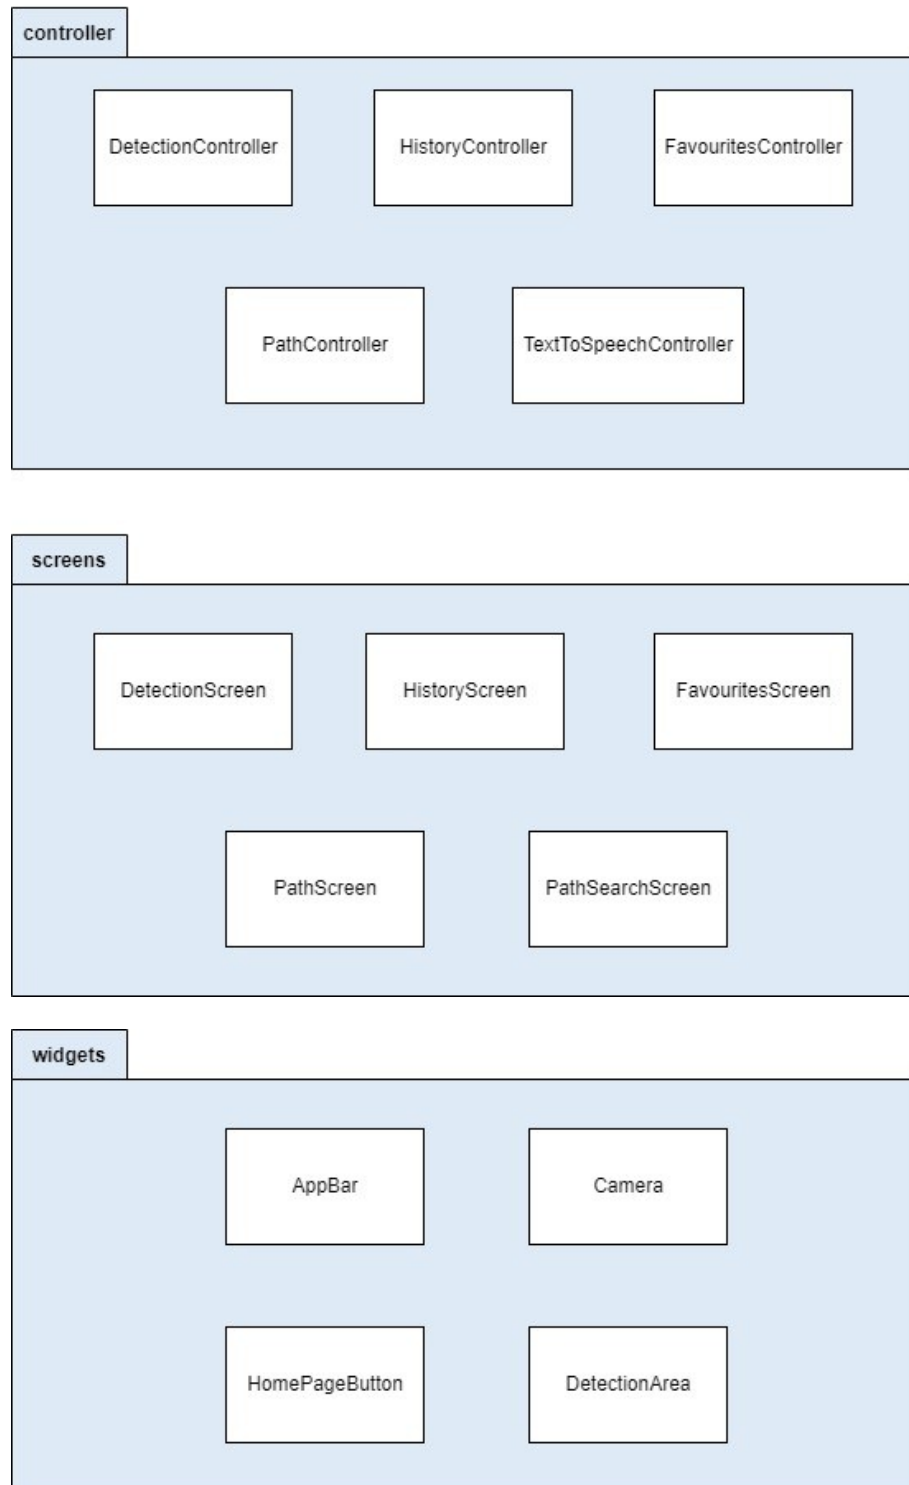 controller
DetectionController
HistoryController
FavouritesController
PathController
TextToSpeechController
screens
DetectionScreen
HistoryScreen
FavouritesScreen
PathScreen
PathSearchScreen
widgets
AppBar
Camera
HomePageButton
DetectionArea